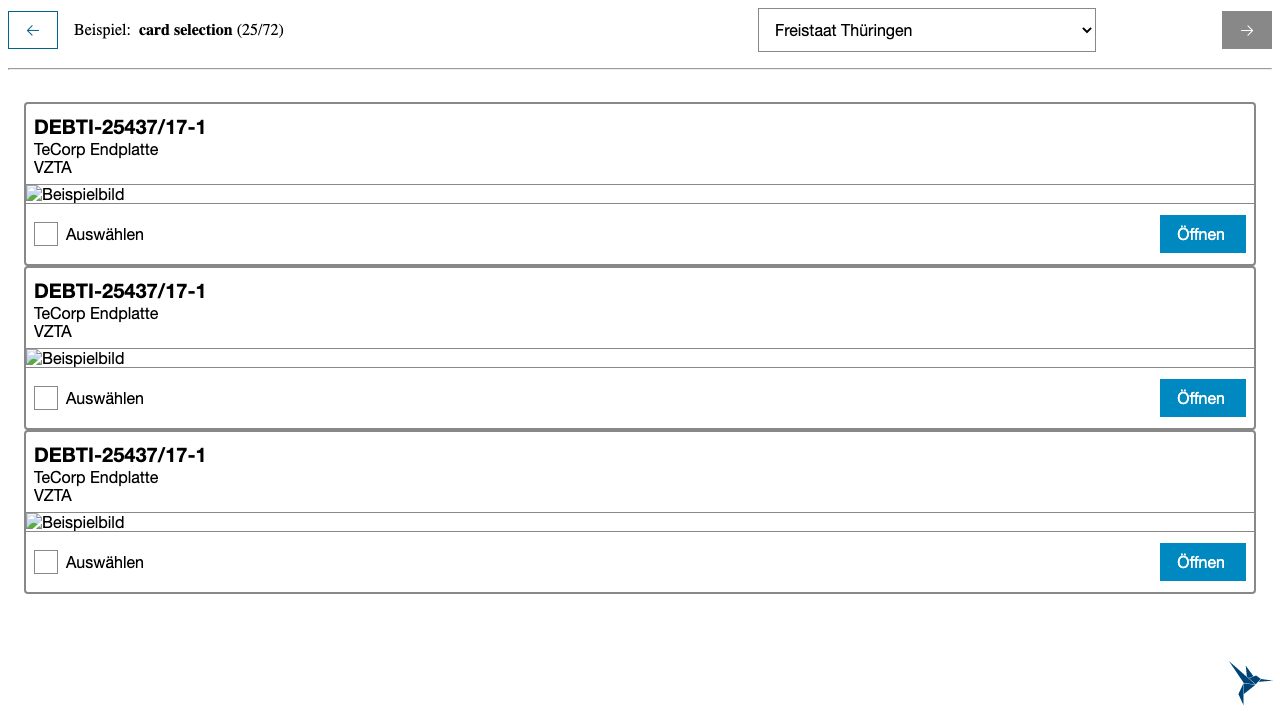 Beispiel: card selection (25/72)
Freistaat Thüringen
DEBTI-25437/17-1
TeCorp Endplatte
VZTA
Beispielbild
Auswählen
Öffnen
DEBTI-25437/17-1
TeCorp Endplatte
VZTA
Beispielbild
Auswählen
Öffnen
DEBTI-25437/17-1
TeCorp Endplatte
VZTA
Beispielbild
Auswählen
Öffnen